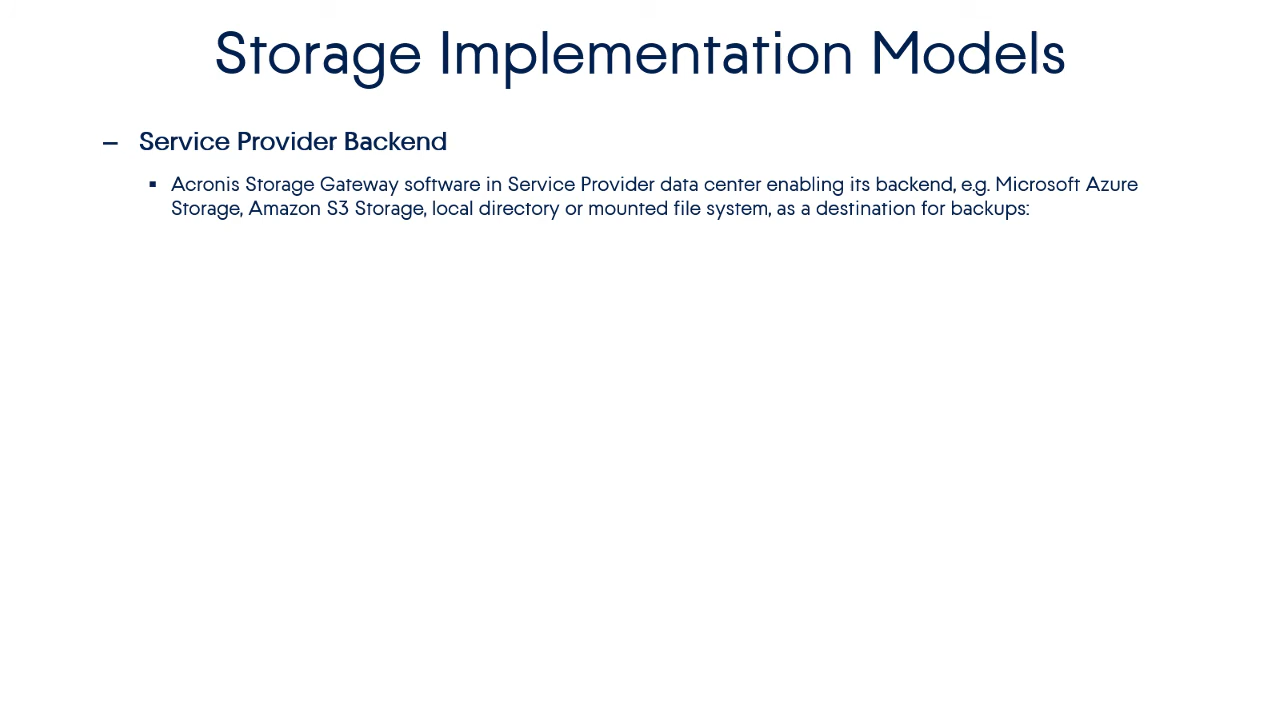 Storage Implementation Models
– Service Provider Backend
▪ Acronis Storage Gateway software in Service Provider data center enabling its backend, e.g. Microsoft Azure
Storage, Amazon S3 Storage, local directory or mounted file system, as a destination for backups: